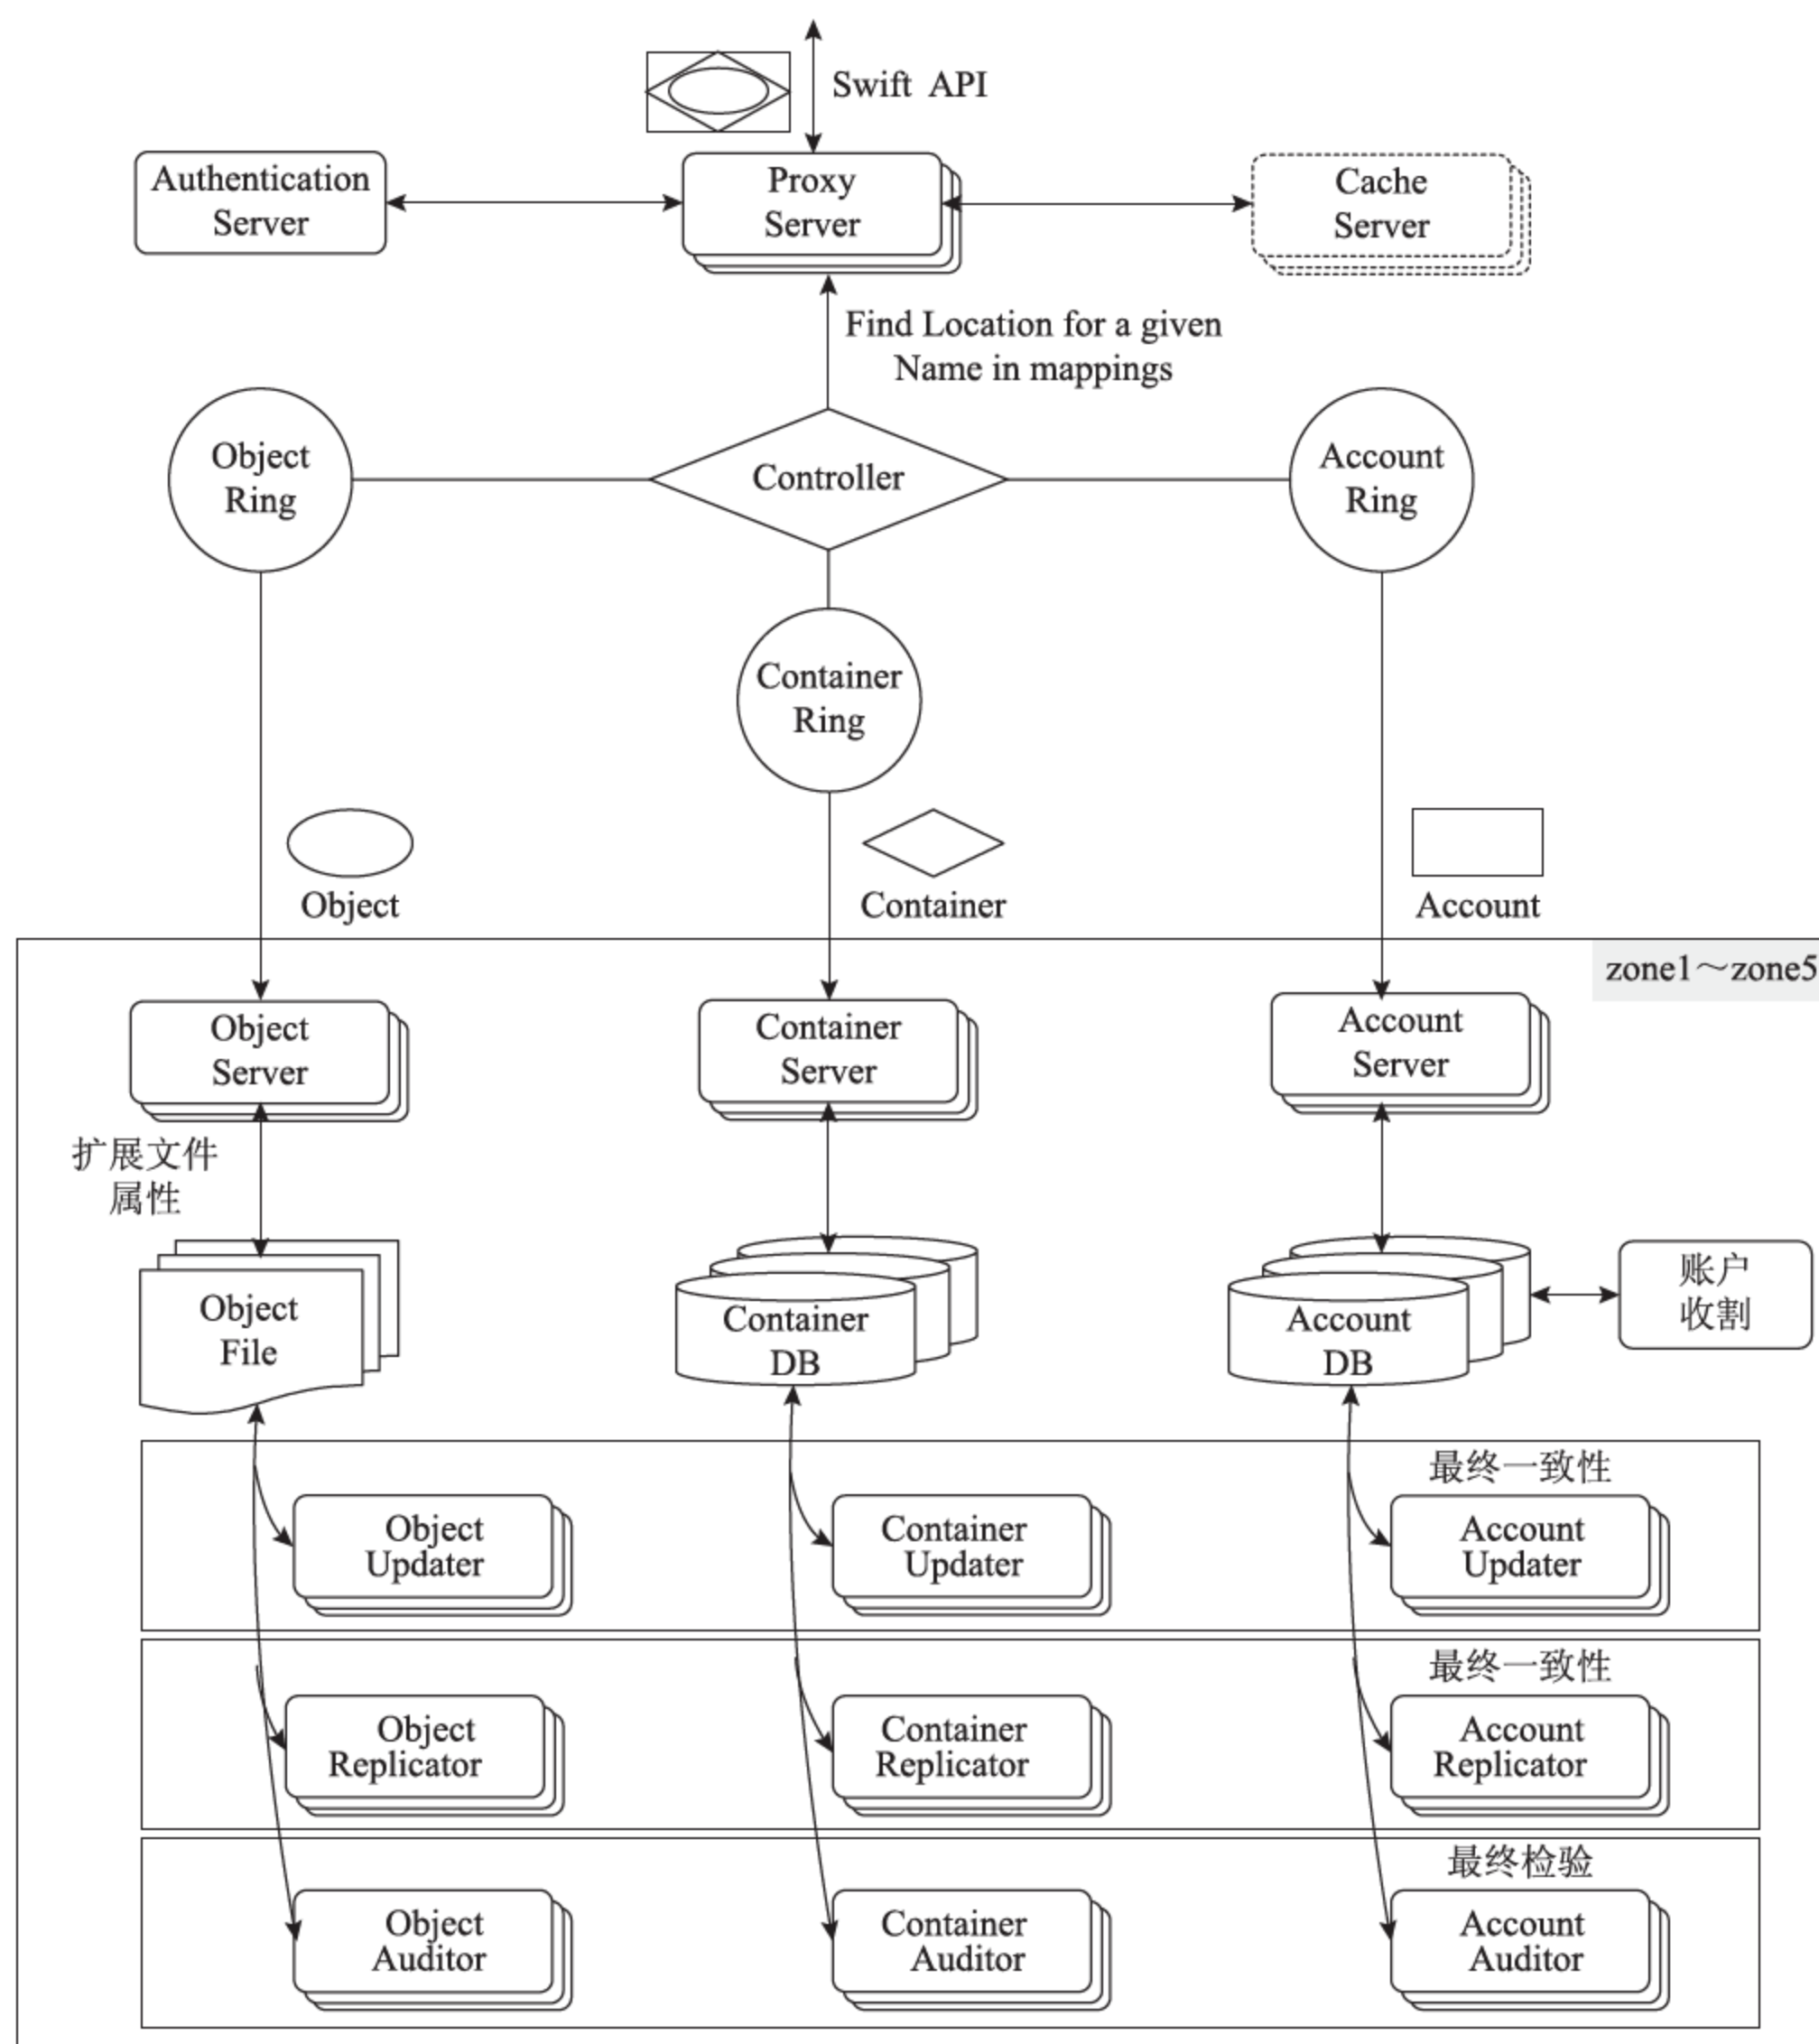 Swift API
Authentication
Server
Proxy
Server
Cache
Server
Find Location for a given
Name in mappings
Object
Ring
Controller
Account
Ring
Container
Ring
Object
Container
Account
zone1～zone5
Object
Server
Container
Server
Account
Server
扩展文件
属性
Object
File
Container
DB
Account
DB
账户
收割
最终一致性
Object
Updater
Container
Updater
Account
Updater
最终一致性
Object
Replicator
Container
Replicator
Account
Replicator
最终检验
Object
Auditor
Container
Auditor
Account
Auditor